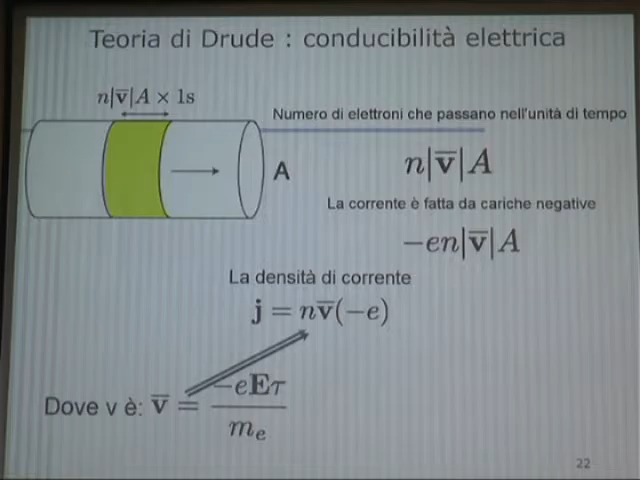 Teoria di Drude : conducibilità elettrica
n|v̅|A × 1s
Numero di elettroni che passano nell'unità di tempo
A
n|v̅|A
La corrente è fatta da cariche negative
−en|v̅|A
La densità di corrente
j = nv̅(−e)
Dove v è: v̅ = −eEτ / mₑ
22